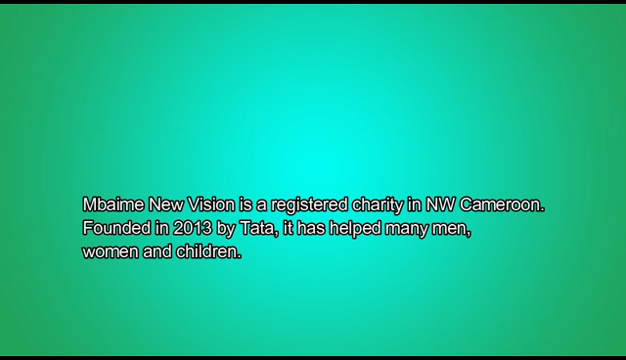 Mbaime New Vision is a registered charity in NW Cameroon.
Founded in 2013 by Tata, it has helped many men,
women and children.